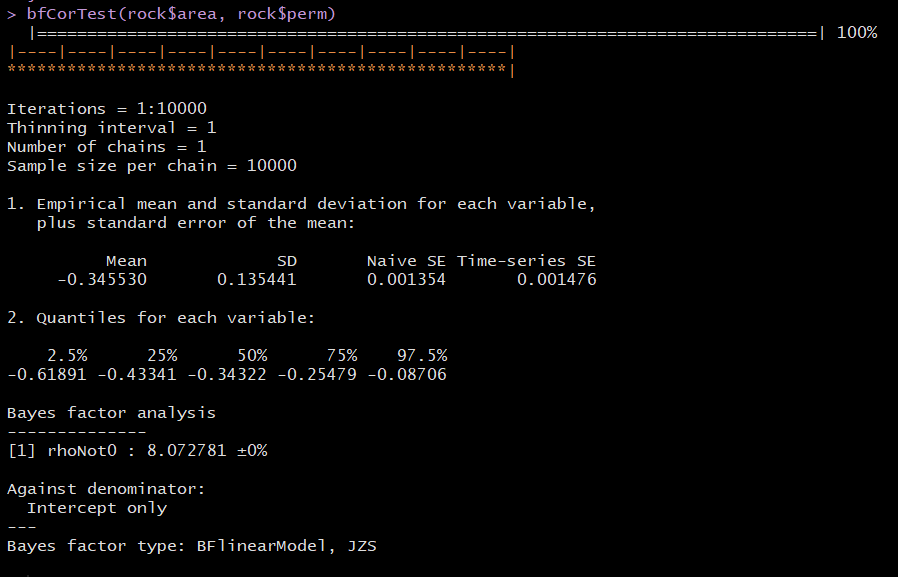 > bfCorTest(rock$area, rock$perm)
|==============================================================================| 100%
|----|----|----|----|----|----|----|----|----|----|
**************************************************|
Iterations = 1:10000
Thinning interval = 1
Number of chains = 1
Sample size per chain = 10000
1. Empirical mean and standard deviation for each variable,
plus standard error of the mean:
Mean SD Naive SE Time-series SE
-0.345530 0.135441 0.001354 0.001476
2. Quantiles for each variable:
2.5% 25% 50% 75% 97.5%
-0.61891 -0.43341 -0.34322 -0.25479 -0.08706
Bayes factor analysis
--------------
[1] rhoNot0 : 8.072781 ±0%
Against denominator:
Intercept only
---
Bayes factor type: BFlinearModel, JZS